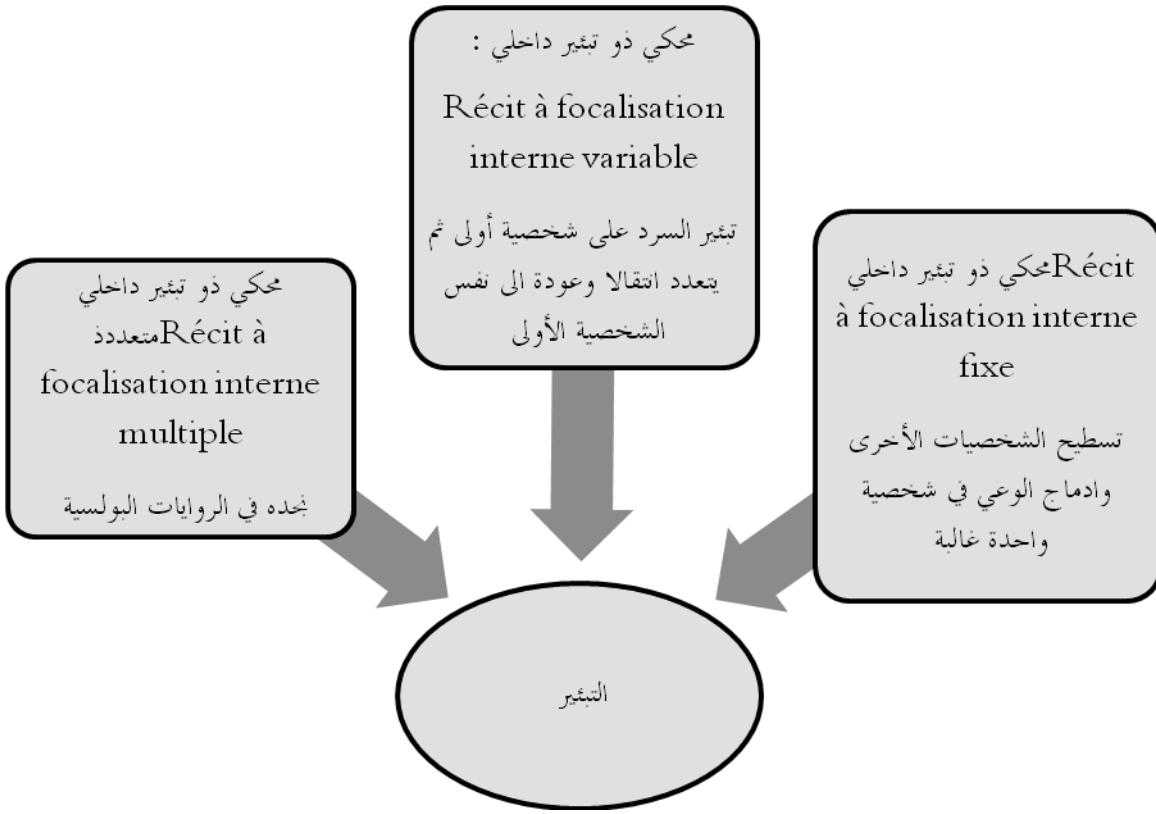 محكي ذو تبئير داخلي :
Récit à focalisation
interne variable
تبئير السرد على شخصية أولى ثم
يتعدد انتقالا وعودة الى نفس
الشخصية الأولى
Récitمحكي ذو تبئير داخلي
à focalisation interne
fixe
تسطيح الشخصيات الأخرى
وادماج الوعي في شخصية
واحدة غالبة
محكي ذو تبئير داخلي
متعددذRécit à
focalisation interne
multiple
نجده في الروايات البولسية
التبئير